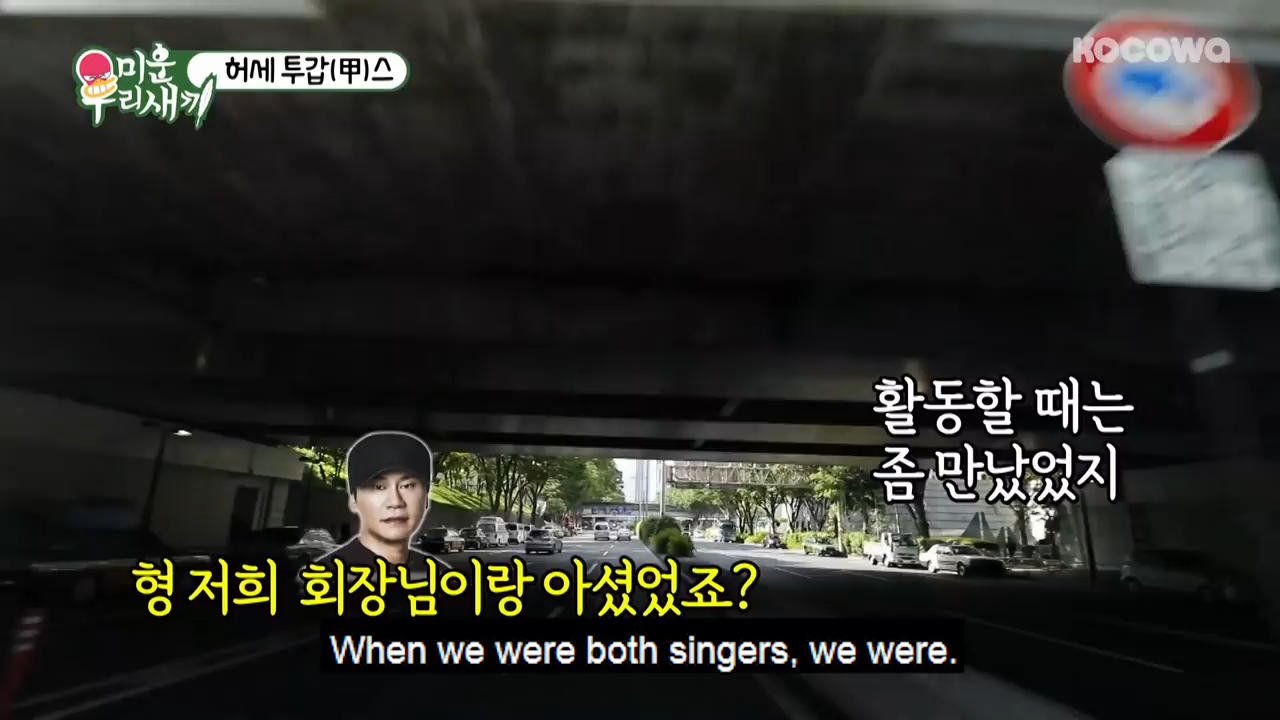 미운
우리새끼
허세 투갑(甲)스
KOCOWA
활동할 때는
좀 만났었지
형 저희 회장님이랑 아셨었죠?
When we were both singers, we were.